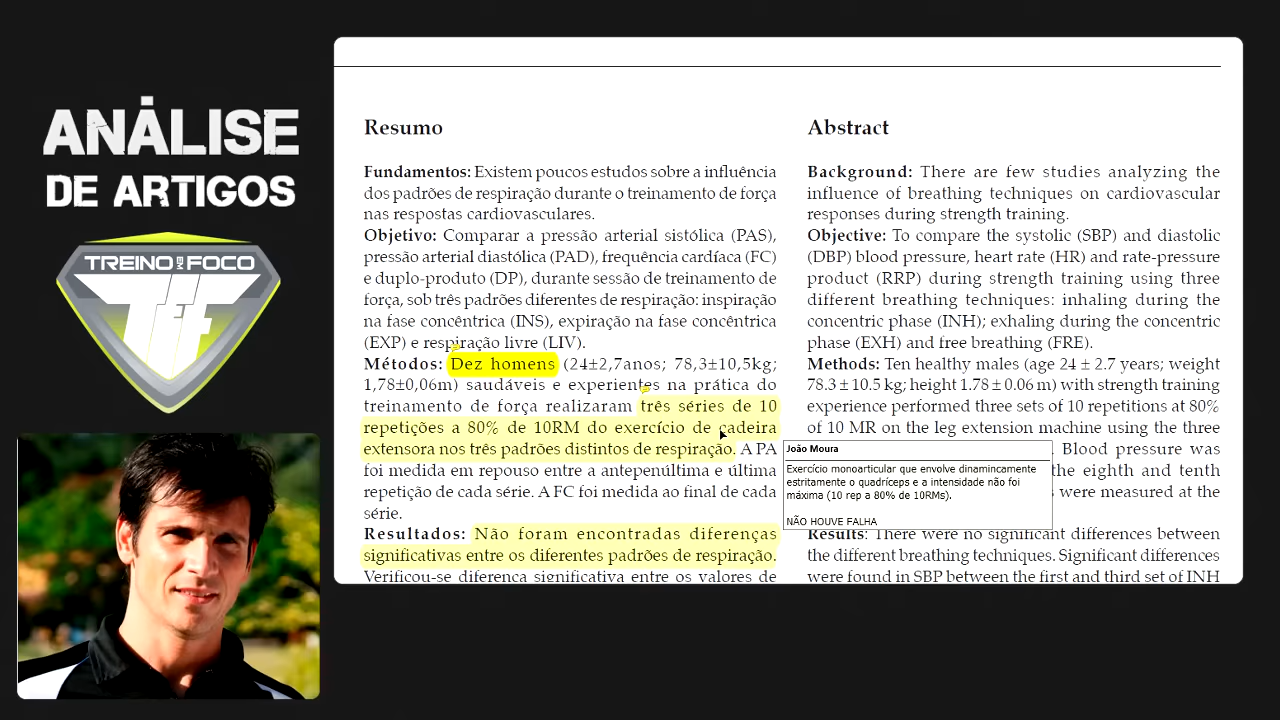 ANÁLISE
DE ARTIGOS
TREINO EM FOCO
TEF
Resumo
Fundamentos: Existem poucos estudos sobre a influência
dos padrões de respiração durante o treinamento de força
nas respostas cardiovasculares.
Objetivo: Comparar a pressão arterial sistólica (PAS),
pressão arterial diastólica (PAD), frequência cardíaca (FC)
e duplo-produto (DP), durante sessão de treinamento de
força, sob três padrões diferentes de respiração: inspiração
na fase concêntrica (INS), expiração na fase concêntrica
(EXP) e respiração livre (LIV).
Métodos: Dez homens (24±2,7anos; 78,3±10,5kg;
1,78±0,06m) saudáveis e experientes na prática do
treinamento de força realizaram três séries de 10
repetições a 80% de 10RM do exercício de cadeira
extensora nos três padrões distintos de respiração. A PA
foi medida em repouso entre a antepenúltima e última
repetição de cada série. A FC foi medida ao final de cada
série.
Resultados: Não foram encontradas diferenças
significativas entre os diferentes padrões de respiração.
Verificou-se diferença significativa entre os valores de
Abstract
Background: There are few studies analyzing the
influence of breathing techniques on cardiovascular
responses during strength training.
Objective: To compare the systolic (SBP) and diastolic
(DBP) blood pressure, heart rate (HR) and rate-pressure
product (RRP) during strength training using three
different breathing techniques: inhaling during the
concentric phase (INH); exhaling during the concentric
phase (EXH) and free breathing (FRE).
Methods: Ten healthy males (age 24 ± 2.7 years; weight
78.3 ± 10.5 kg; height 1.78 ± 0.06 m) with strength training
experience performed three sets of 10 repetitions at 80%
of 10 MR on the leg extension machine using the three
Blood pressure was
the eighth and tenth
were measured at the
Results: There were no significant differences between
the different breathing techniques. Significant differences
were found in SBP between the first and third set of INH
João Moura
Exercício monoarticular que envolve dinamincamente
estritamente o quadríceps e a intensidade não foi
máxima (10 rep a 80% de 10RMs).
NÃO HOUVE FALHA